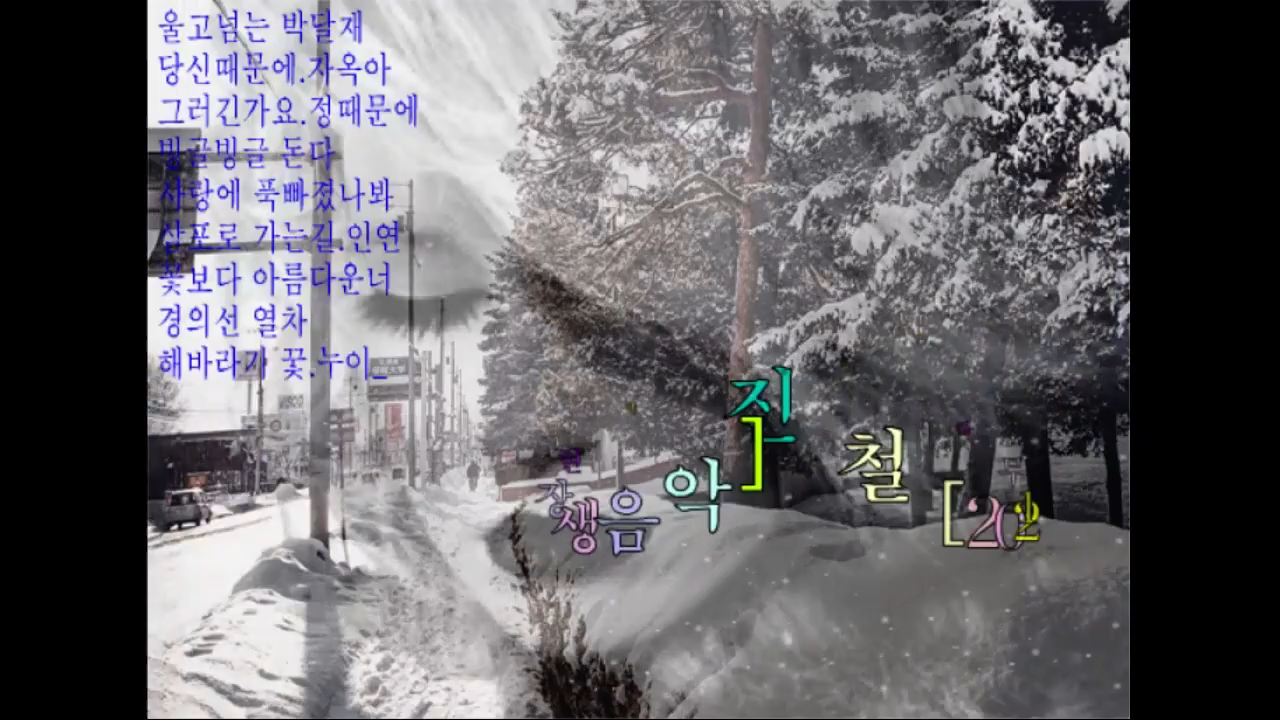 울고넘는 박달재
당신때문에.자옥아
그러긴가요.정때문에
빙글빙글 돈다
사랑에 푹빠졌나봐
삼포로 가는길.인연
꽃보다 아름다운너
경의선 열차
해바라기 꽃.누이_
진
철
생음악
[20